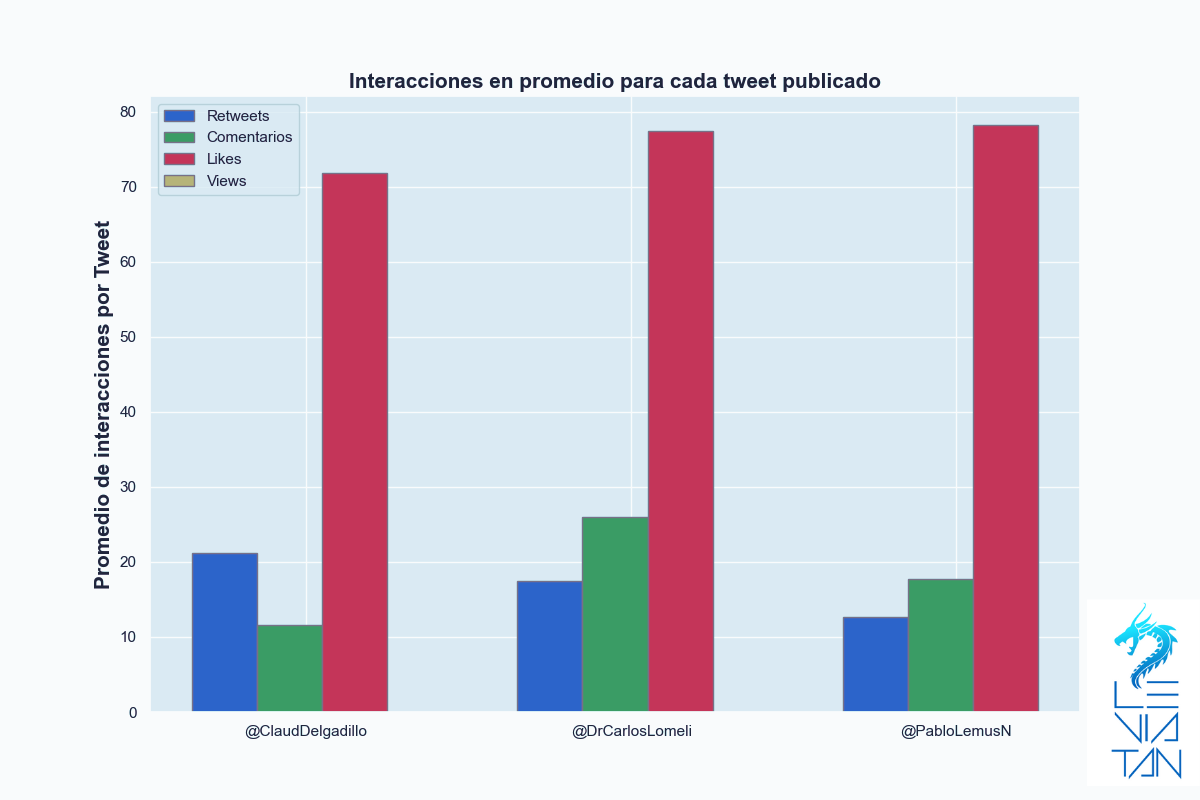 Interacciones en promedio para cada tweet publicado
Retweets
Comentarios
Likes
Views
Promedio de interacciones por Tweet
80
70
60
50
40
30
20
10
0
@ClaudDelgadillo
@DrCarlosLomeli
@PabloLemusN
LE
VIA
TAN